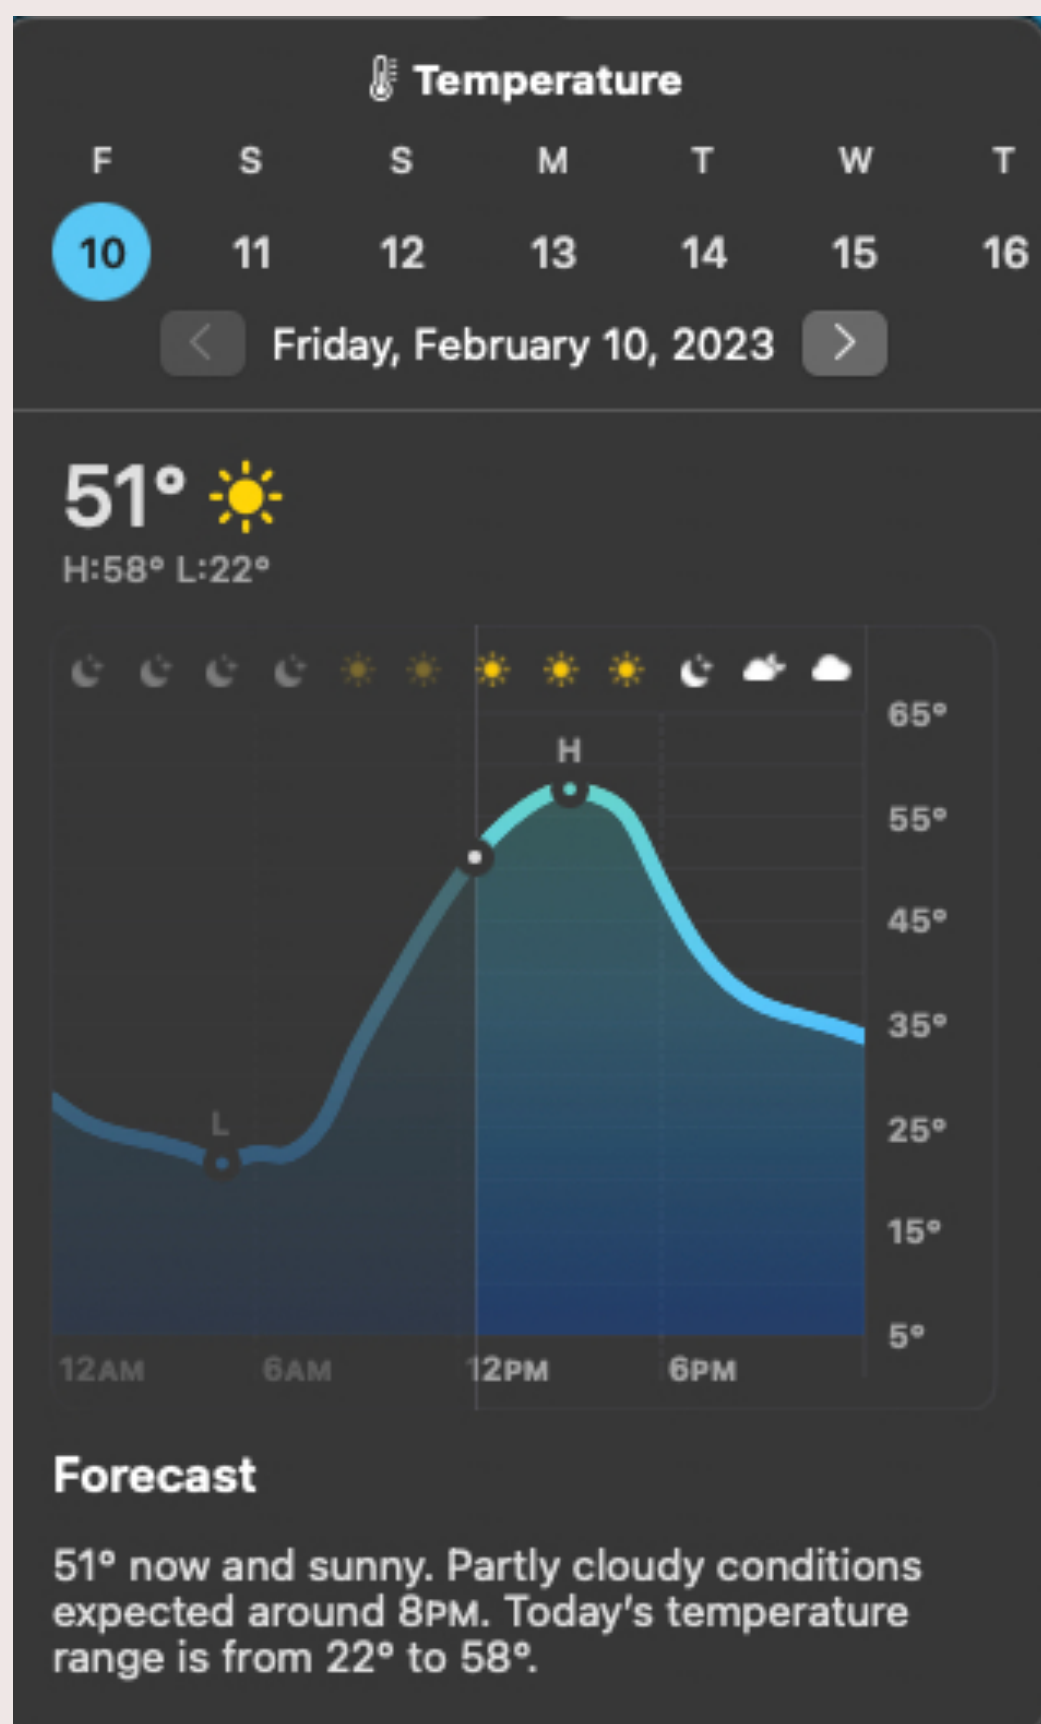 Temperature
F S S M T W T
10 11 12 13 14 15 16
Friday, February 10, 2023
51°
H:58° L:22°
65°
H
55°
45°
35°
L
25°
15°
5°
12AM 6AM 12PM 6PM
Forecast
51° now and sunny. Partly cloudy conditions
expected around 8PM. Today's temperature
range is from 22° to 58°.